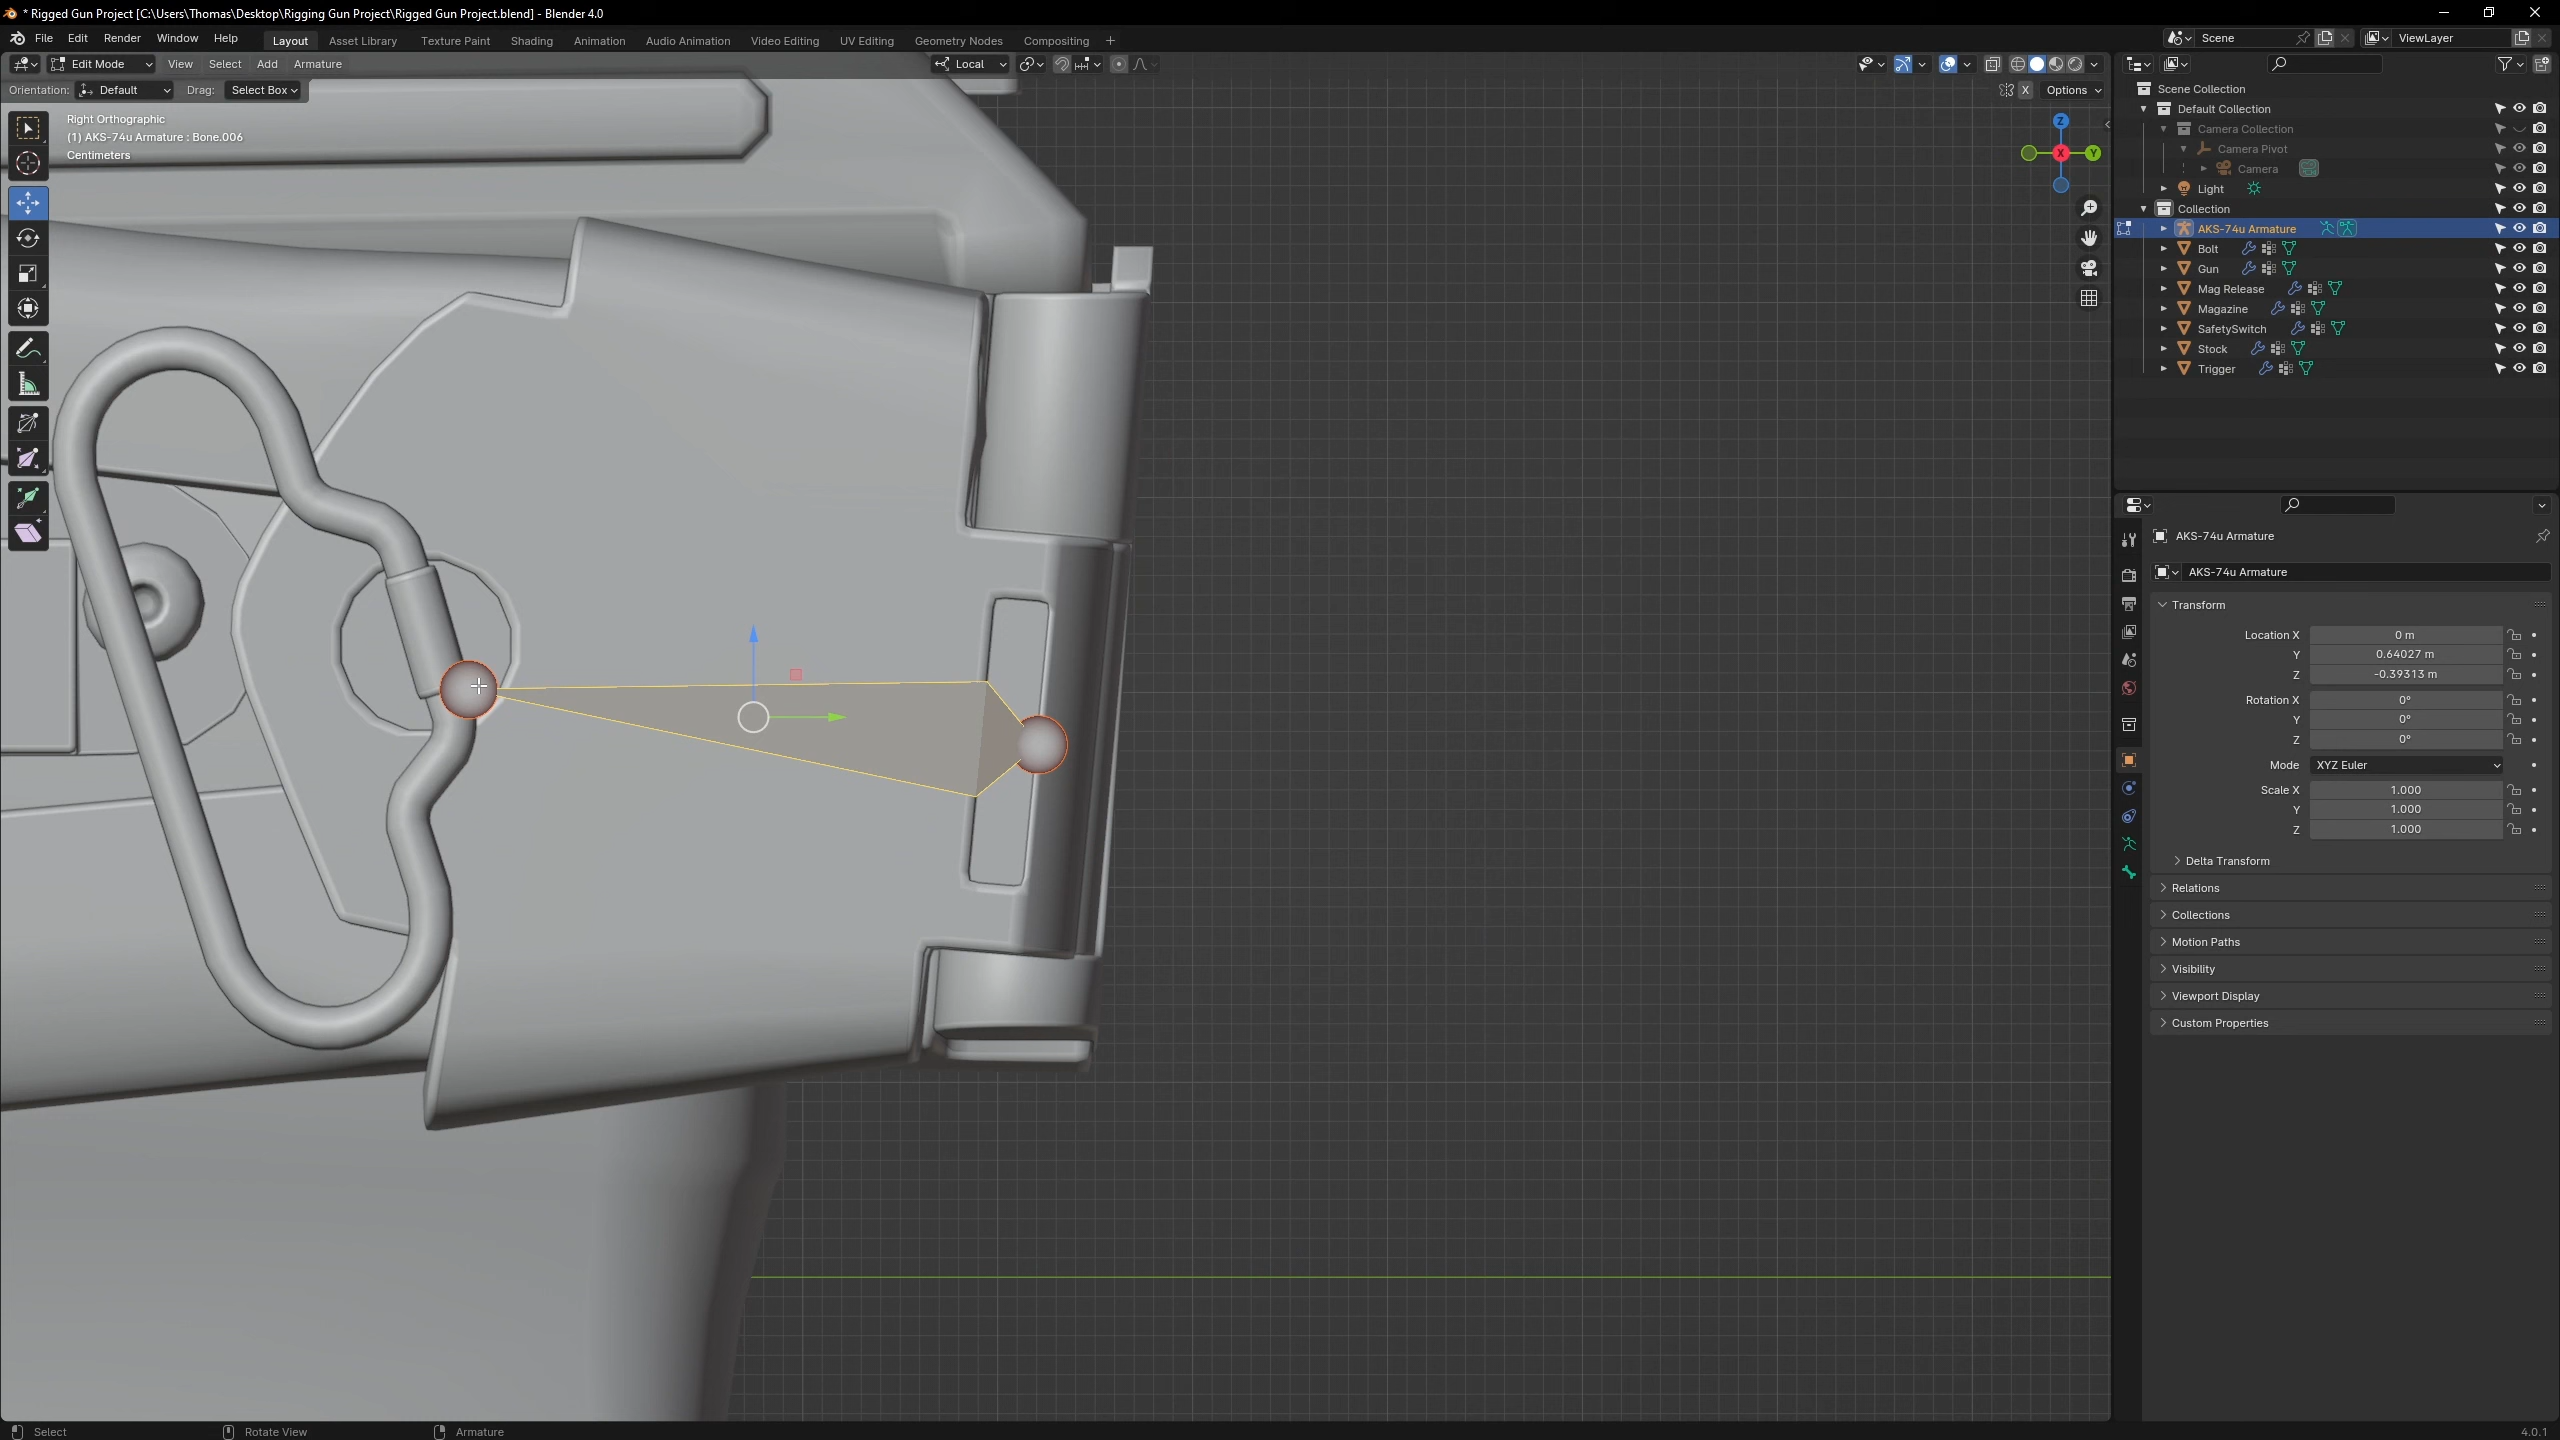 * Rigged Gun Project [C:\Users\Thomas\Desktop\Rigging Gun Project\Rigged Gun Project.blend] - Blender 4.0
File Edit Render Window Help Layout Asset Library Texture Paint Shading Animation Audio Animation Video Editing UV Editing Geometry Nodes Compositing + Scene ViewLayer
Edit Mode View Select Add Armature Local
Orientation: Default Drag: Select Box X Options
Right Orthographic
(1) AKS-74u Armature : Bone.006
Centimeters
Z
X Y
Scene Collection
Default Collection
Camera Collection
Camera Pivot
Camera
Light
Collection
AKS-74u Armature
Bolt
Gun
Mag Release
Magazine
SafetySwitch
Stock
Trigger
AKS-74u Armature
AKS-74u Armature
Transform
Location X 0 m
Y 0.64027 m
Z -0.39313 m
Rotation X 0°
Y 0°
Z 0°
Mode XYZ Euler
Scale X 1.000
Y 1.000
Z 1.000
Delta Transform
Relations
Collections
Motion Paths
Visibility
Viewport Display
Custom Properties
Select Rotate View Armature 4.0.1